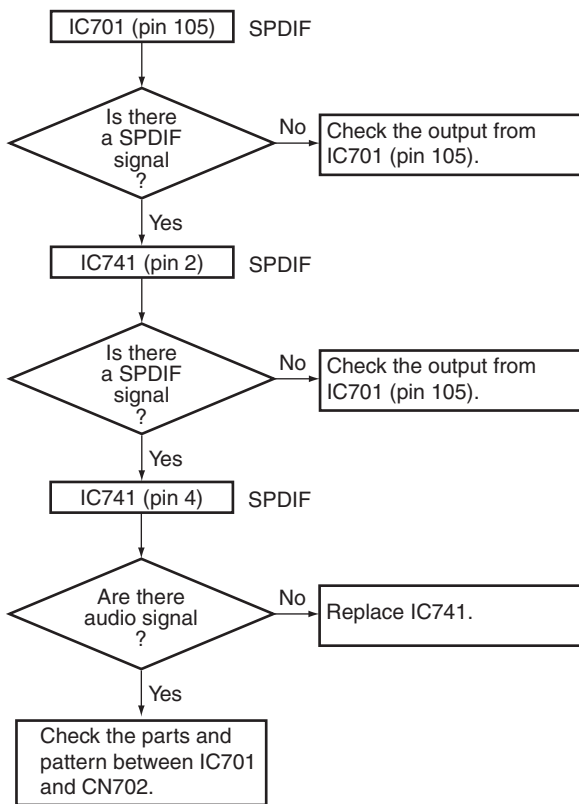 IC701 (pin 105) SPDIF
Is there
a SPDIF
signal
?
No
Check the output from
IC701 (pin 105).
Yes
IC741 (pin 2) SPDIF
Is there
a SPDIF
signal
?
No
Check the output from
IC701 (pin 105).
Yes
IC741 (pin 4) SPDIF
Are there
audio signal
?
No
Replace IC741.
Yes
Check the parts and
pattern between IC701
and CN702.